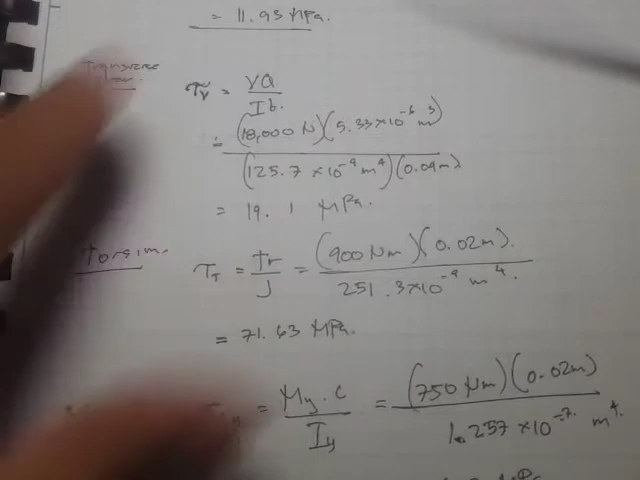 = 11.93 MPa.
Transverse
τv = VQ / Ib.
= (18,000 N)(5.33×10⁻⁶ m³) / (125.7 ×10⁻⁹ m⁴)(0.04m)
= 19.1 MPa.
torsion.
τT = Tr / J = (900 Nm)(0.02m). / 251.3×10⁻⁹ m⁴.
= 71.63 MPa.
= My.c / Iy = (750 Nm)(0.02m) / 1.257 ×10⁻⁷ m⁴.